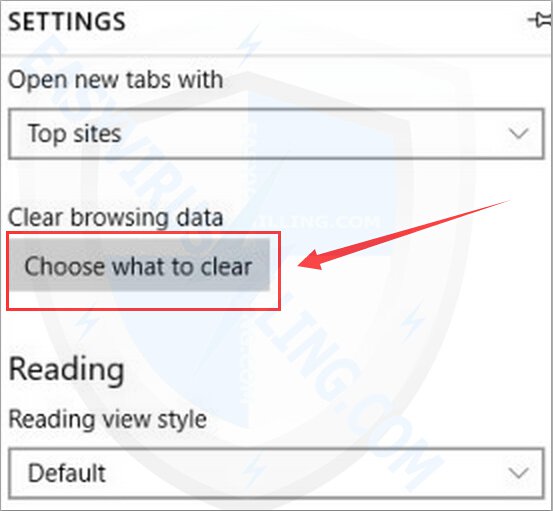 SETTINGS
Open new tabs with
Top sites
Clear browsing data
Choose what to clear
Reading
Reading view style
Default